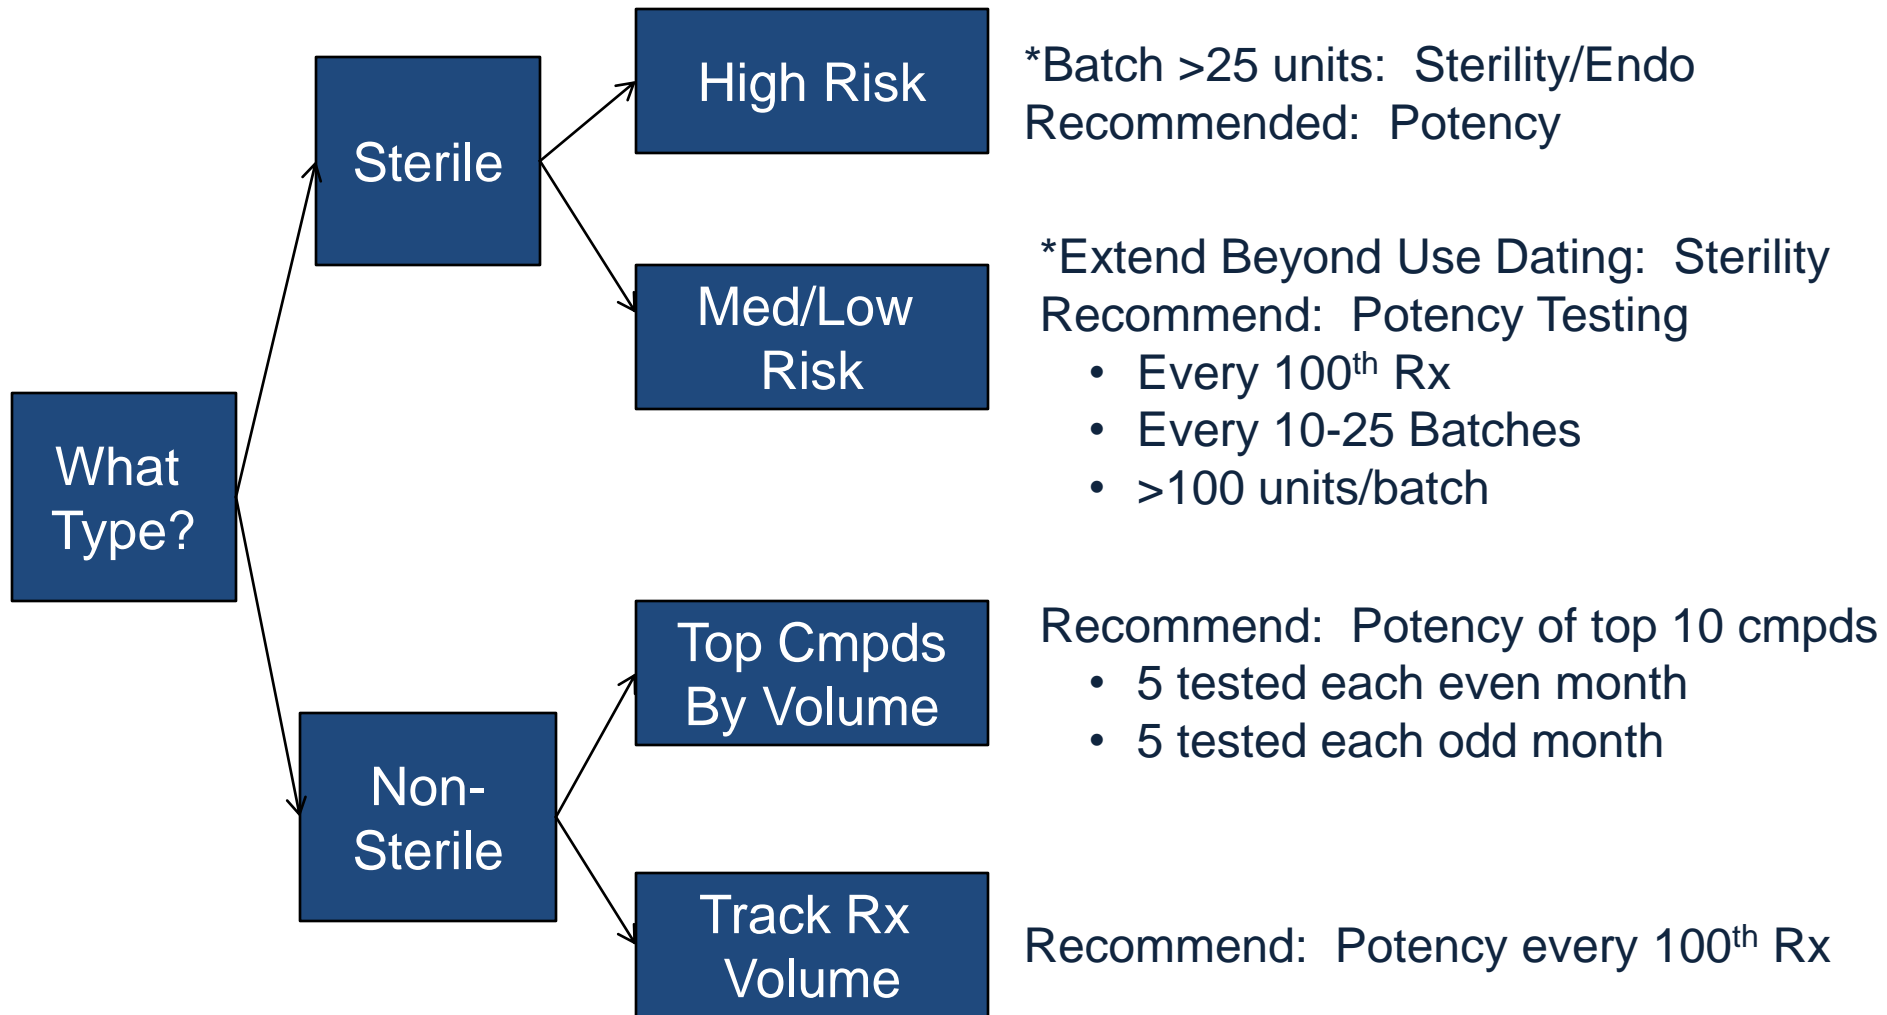 What
Type?
Sterile
Non-
Sterile
High Risk
*Batch >25 units: Sterility/Endo
Recommended: Potency
Med/Low
Risk
*Extend Beyond Use Dating: Sterility
Recommend: Potency Testing
• Every 100th Rx
• Every 10-25 Batches
• >100 units/batch
Top Cmpds
By Volume
Recommend: Potency of top 10 cmpds
• 5 tested each even month
• 5 tested each odd month
Track Rx
Volume
Recommend: Potency every 100th Rx